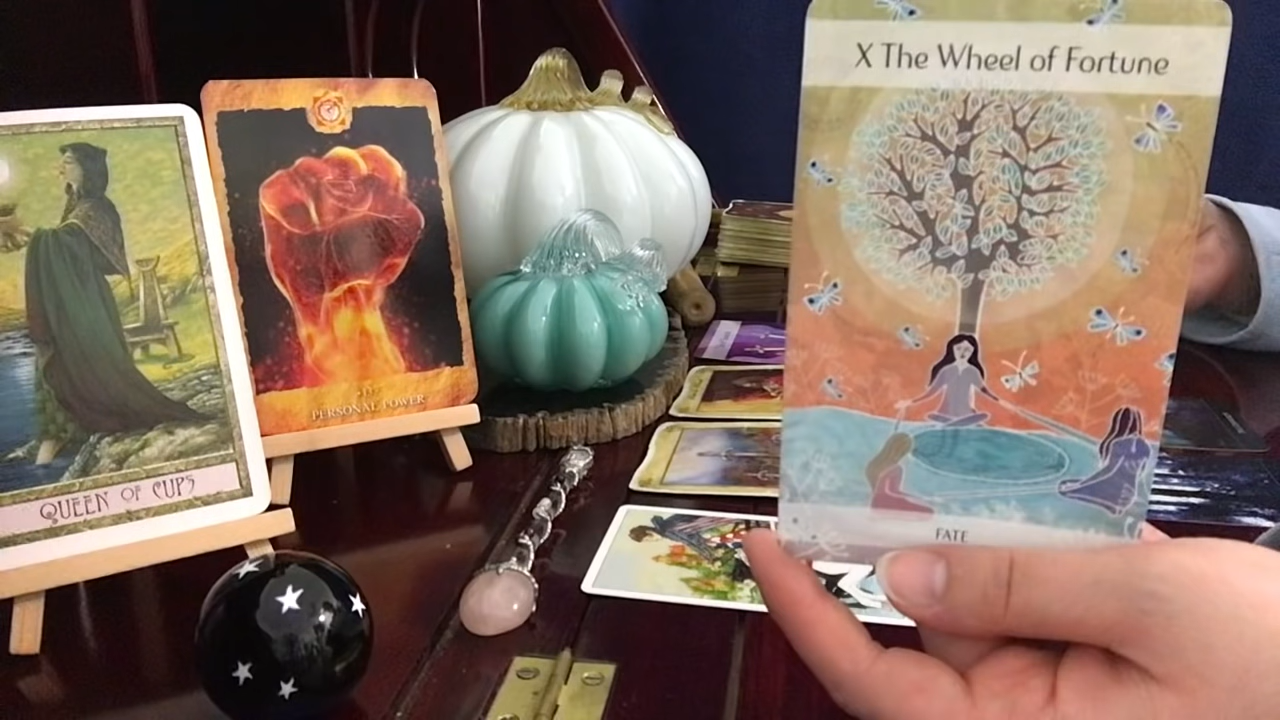 X The Wheel of Fortune
FATE
PERSONAL POWER
QUEEN OF CUPS